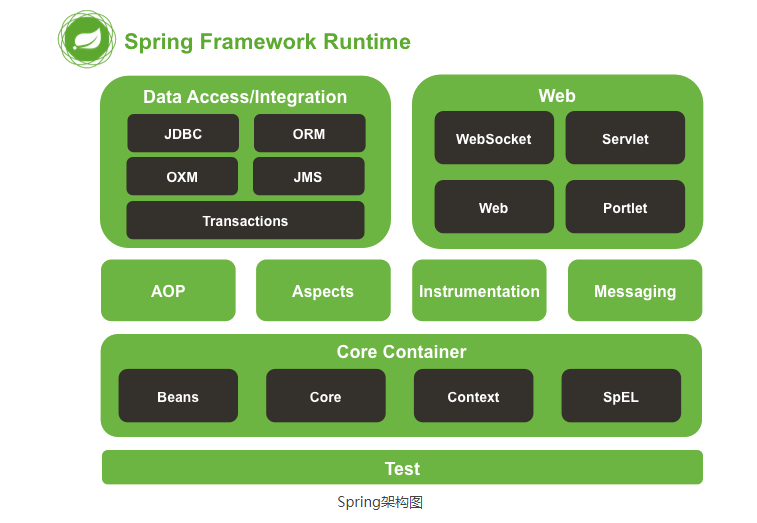 Spring Framework Runtime
Data Access/Integration
JDBC
ORM
OXM
JMS
Transactions
Web
WebSocket
Servlet
Web
Portlet
AOP
Aspects
Instrumentation
Messaging
Core Container
Beans
Core
Context
SpEL
Test
Spring架构图